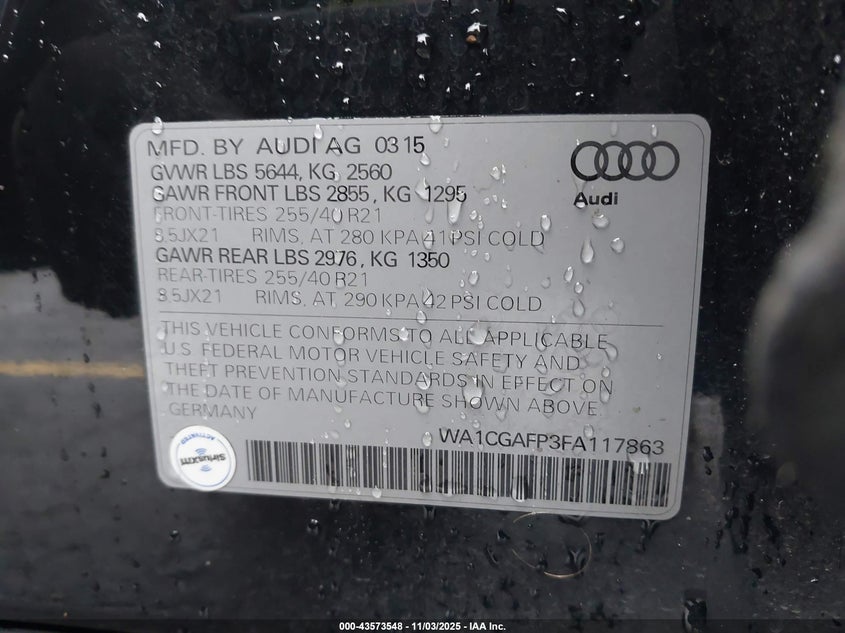 MFD. BY AUDI AG 0315
GVWR LBS 5644, KG 2560
GAWR FRONT LBS 2855, KG 1295
FRONT-TIRES 255/40 R21
8.5JX21 RIMS, AT 280 KPA/41 PSI COLD
GAWR REAR LBS 2976, KG 1350
REAR-TIRES 255/40 R21
8.5JX21 RIMS, AT 290 KPA/42 PSI COLD
Audi
THIS VEHICLE CONFORMS TO ALL APPLICABLE
U.S. FEDERAL MOTOR VEHICLE SAFETY AND
THEFT PREVENTION STANDARDS IN EFFECT ON
THE DATE OF MANUFACTURE SHOWN ABOVE.
GERMANY
WA1CGAFP3FA117863
SiriusXM
ACTIVATED
000-43573548 - 11/03/2025 - IAA Inc.